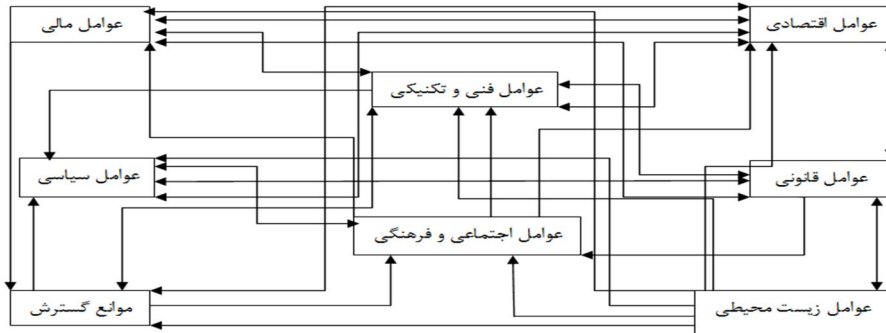 عوامل اقتصادی
عوامل مالی
عوامل فنی و تکنیکی
عوامل قانونی
عوامل سیاسی
عوامل اجتماعی و فرهنگی
عوامل زیست محیطی
موانع گسترش